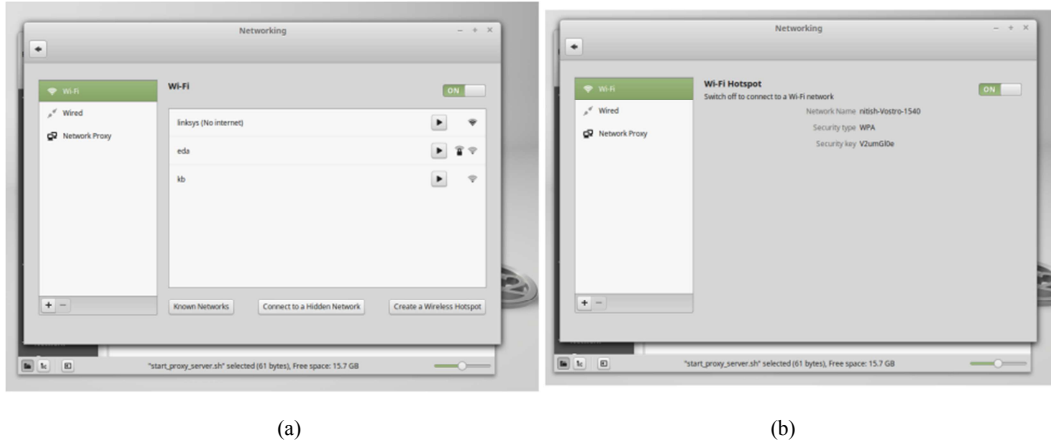 Networking
Wi-Fi
Wired
Network Proxy
Wi-Fi
ON
linksys (No internet)
eda
kb
Known Networks
Connect to a Hidden Network
Create a Wireless Hotspot
"start_proxy_server.sh" selected (61 bytes), Free space: 15.7 GB
(a)
Networking
Wi-Fi
Wired
Network Proxy
Wi-Fi Hotspot
ON
Switch off to connect to a Wi-Fi network
Network Name nitish-Vostro-1540
Security type WPA
Security key V2umGl0e
"start_proxy_server.sh" selected (61 bytes), Free space: 15.7 GB
(b)